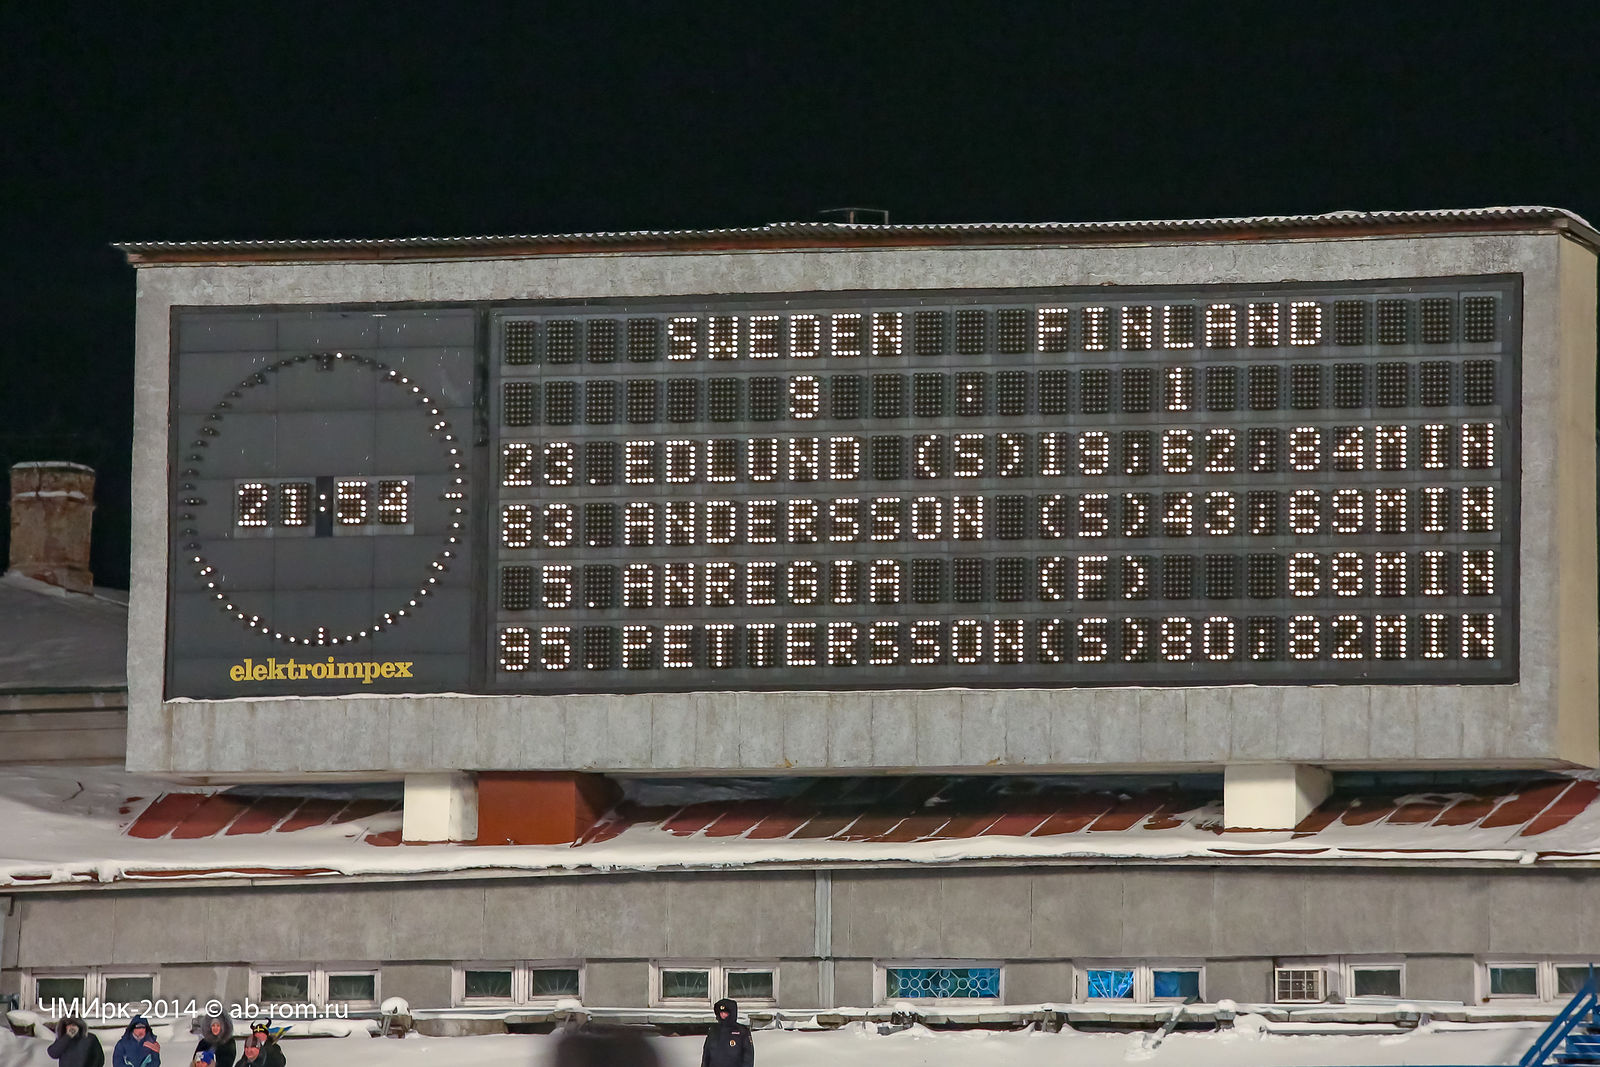 SWEDEN FINLAND
9 . 1
23. EDLUND (S)19,62,84MIN
83. ANDERSSON (S)43,69MIN
5. ANREGIA (F) 68MIN
95. PETTERSSON(S)80,82MIN
21:54
elektroimpex
ЧМИрк-2014 © ab-rom.ru